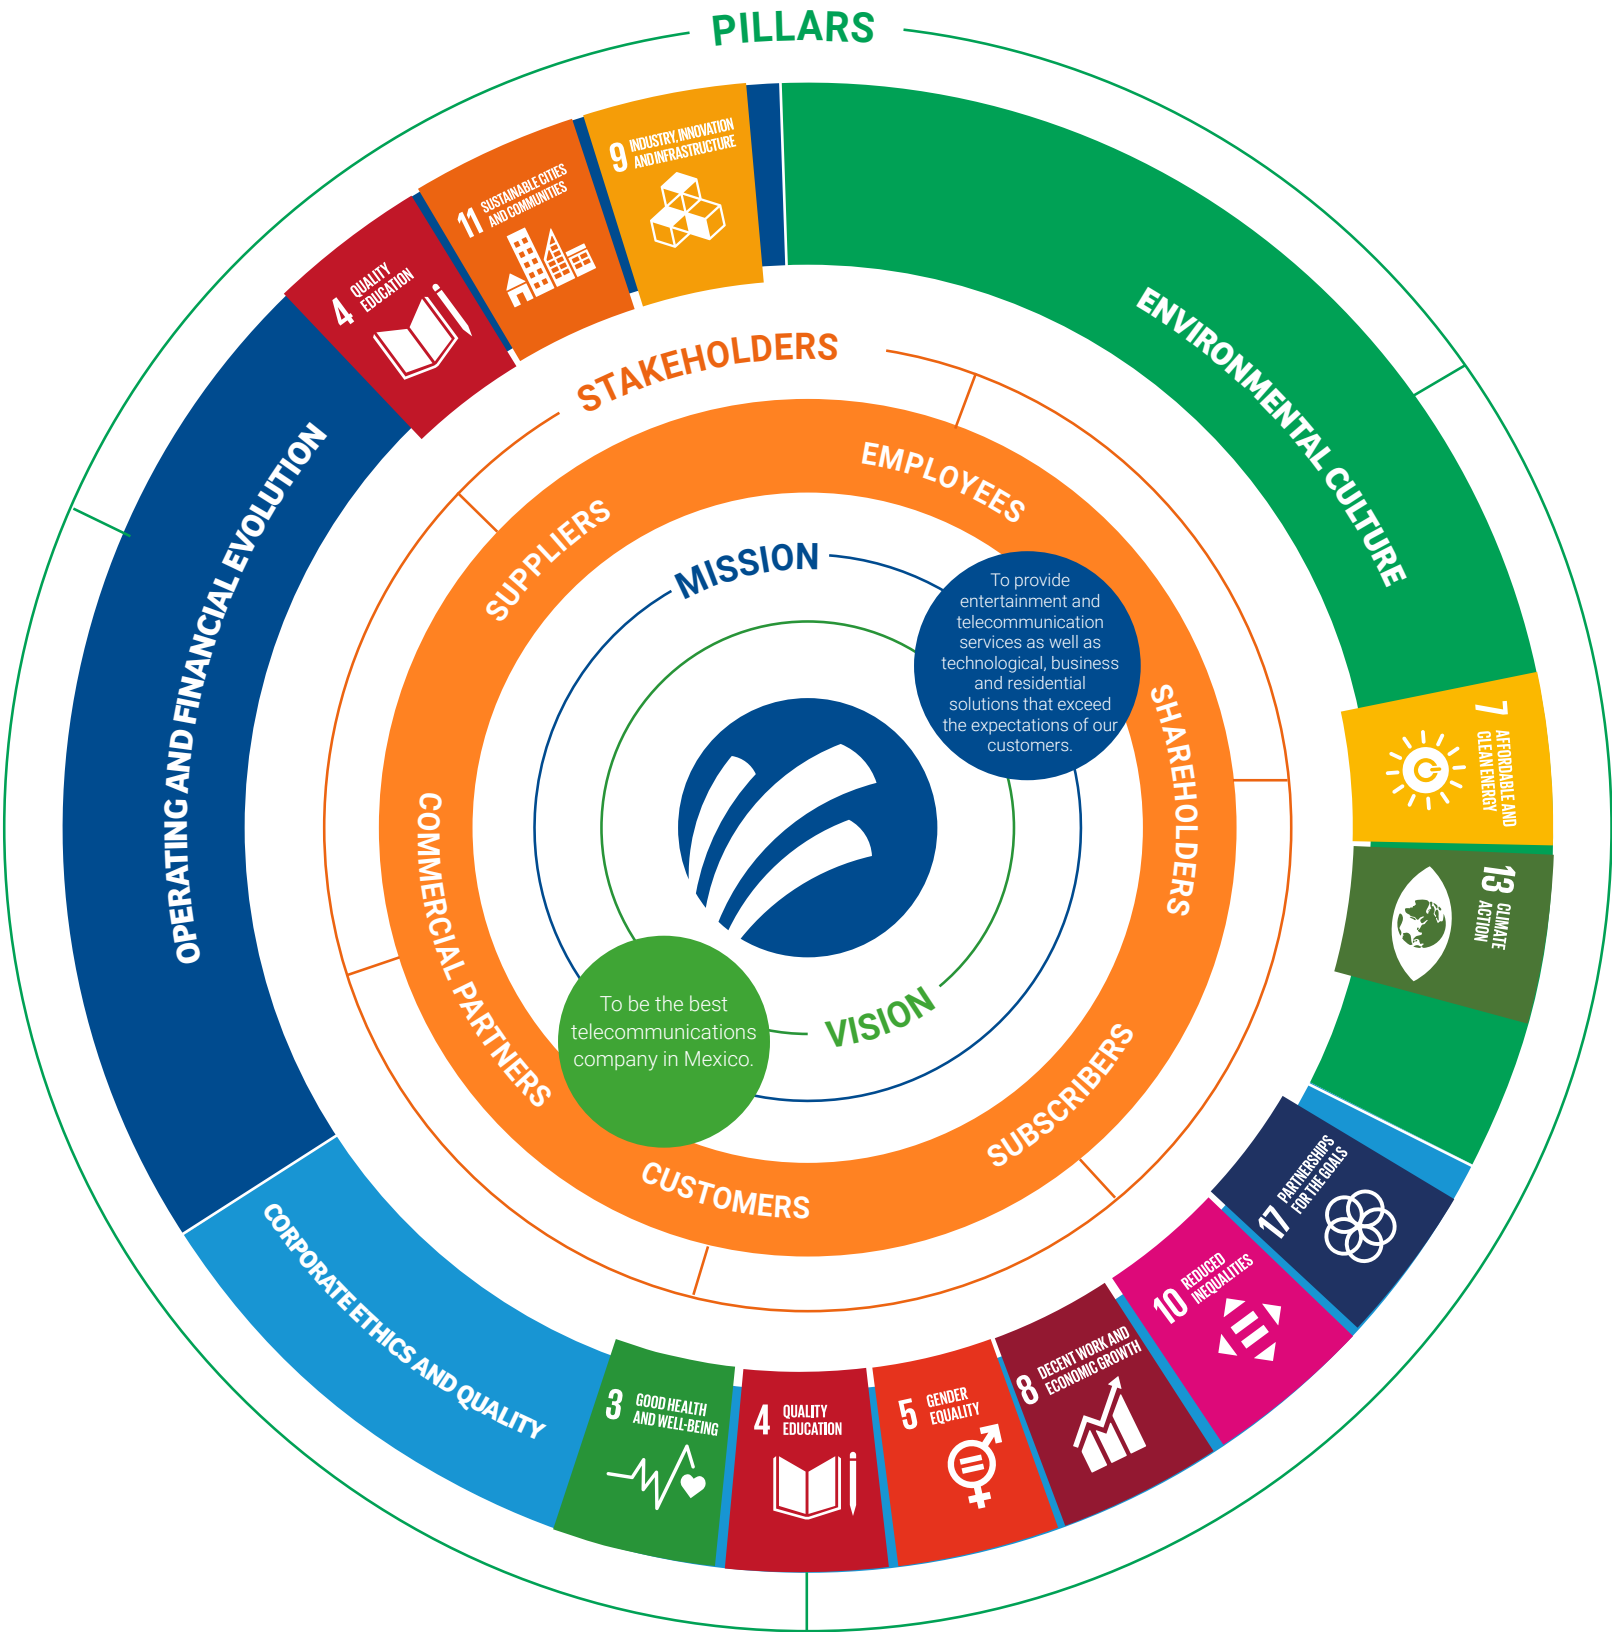 PILLARS
OPERATING AND FINANCIAL EVOLUTION
4 QUALITY
EDUCATION
11 SUSTAINABLE CITIES
AND COMMUNITIES
9 INDUSTRY, INNOVATION
AND INFRASTRUCTURE
ENVIRONMENTAL CULTURE
7 AFFORDABLE AND
CLEAN ENERGY
13 CLIMATE
ACTION
CORPORATE ETHICS AND QUALITY
3 GOOD HEALTH
AND WELL-BEING
4 QUALITY
EDUCATION
5 GENDER
EQUALITY
8 DECENT WORK AND
ECONOMIC GROWTH
10 REDUCED
INEQUALITIES
17 PARTNERSHIPS
FOR THE GOALS
STAKEHOLDERS
SUPPLIERS
EMPLOYEES
SHAREHOLDERS
SUBSCRIBERS
CUSTOMERS
COMMERCIAL PARTNERS
MISSION
To provide
entertainment and
telecommunication
services as well as
technological, business
and residential
solutions that exceed
the expectations of our
customers.
VISION
To be the best
telecommunications
company in Mexico.